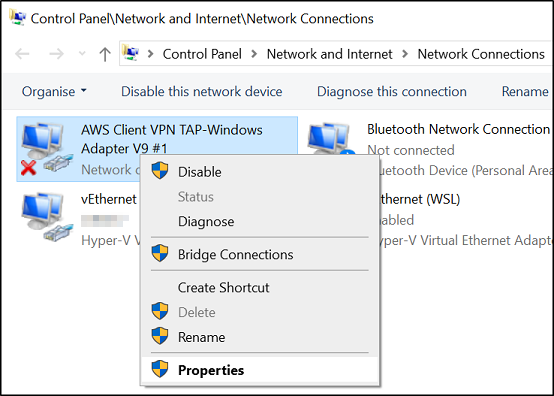 Control Panel\Network and Internet\Network Connections
Control Panel > Network and Internet > Network Connections
Organise Disable this network device Diagnose this connection Rename
AWS Client VPN TAP-Windows
Adapter V9 #1
Network
Bluetooth Network Connection
Not connected
Bluetooth Device (Personal Area
vEthernet
Hyper-V
(WSL)
Hyper-V Virtual Ethernet Adapte
Disable
Status
Diagnose
Bridge Connections
Create Shortcut
Delete
Rename
Properties